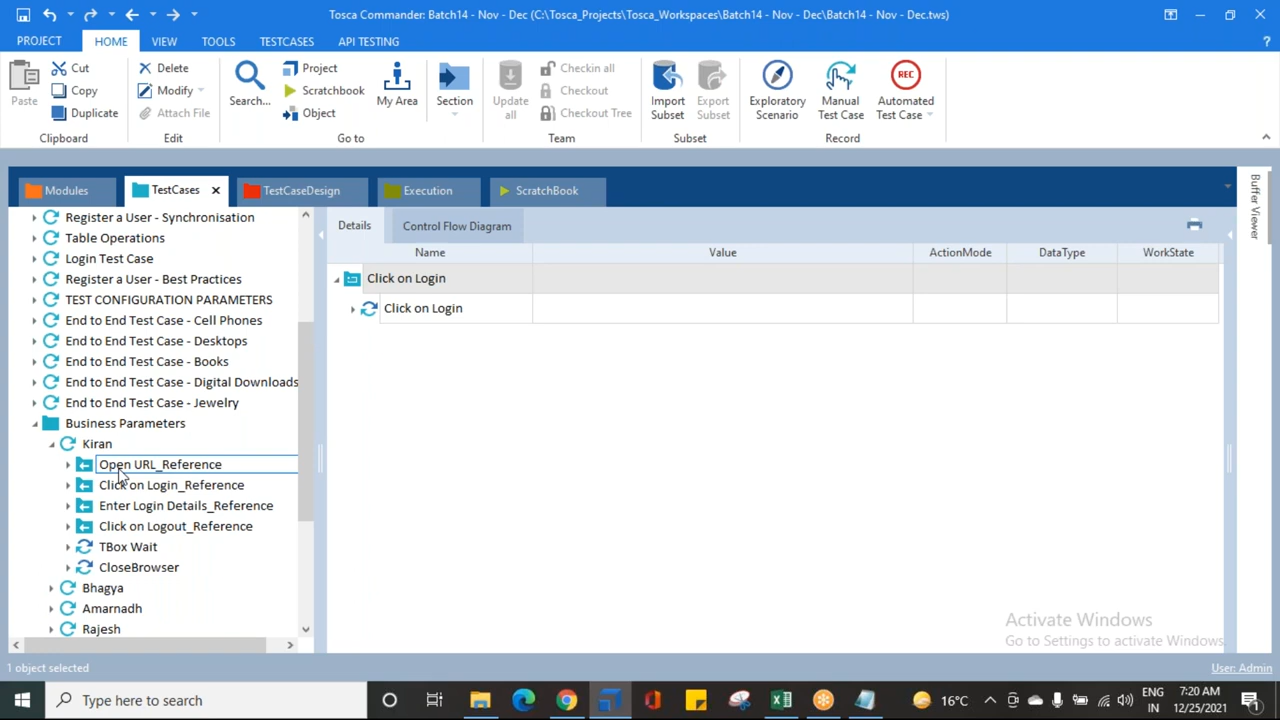 Tosca Commander: Batch14 - Nov - Dec (C:\Tosca_Projects\Tosca_Workspaces\Batch14 - Nov - Dec\Batch14 - Nov - Dec.tws)
PROJECT HOME VIEW TOOLS TESTCASES API TESTING
Paste
Cut
Copy
Duplicate
Clipboard
Delete
Modify
Attach File
Edit
Search...
Project
Scratchbook
Object
My Area
Section
Go to
Update all
Checkin all
Checkout
Checkout Tree
Team
Import Subset
Export Subset
Subset
Exploratory Scenario
Manual Test Case
REC
Automated Test Case
Record
Modules TestCases TestCaseDesign Execution ScratchBook
Buffer Viewer
Register a User - Synchronisation
Table Operations
Login Test Case
Register a User - Best Practices
TEST CONFIGURATION PARAMETERS
End to End Test Case - Cell Phones
End to End Test Case - Desktops
End to End Test Case - Books
End to End Test Case - Digital Downloads
End to End Test Case - Jewelry
Business Parameters
Kiran
Open URL_Reference
Click on Login_Reference
Enter Login Details_Reference
Click on Logout_Reference
TBox Wait
CloseBrowser
Bhagya
Amarnadh
Rajesh
Details Control Flow Diagram
Name Value ActionMode DataType WorkState
Click on Login
Click on Login
Activate Windows
Go to Settings to activate Windows.
1 object selected
User: Admin
Type here to search
16°C
ENG
IN
7:20 AM
12/25/2021
1